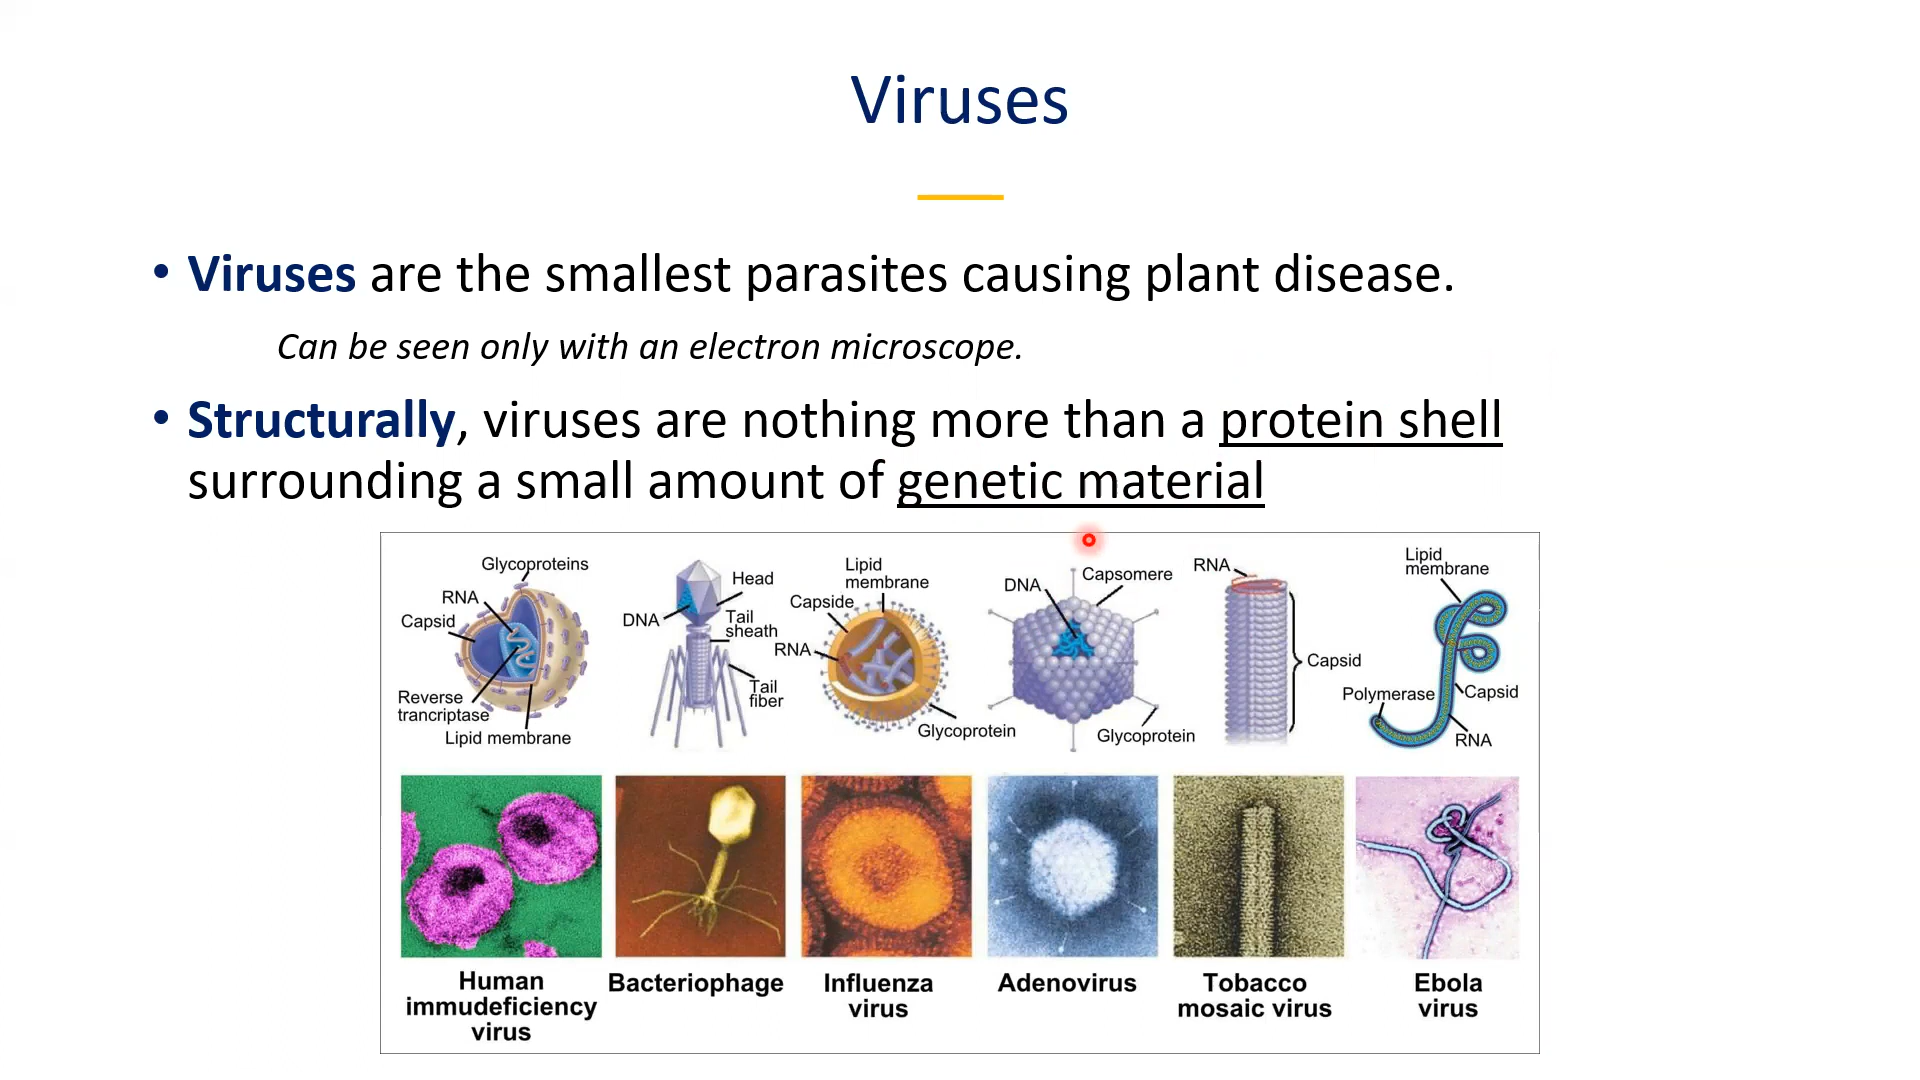 Viruses
• Viruses are the smallest parasites causing plant disease.
Can be seen only with an electron microscope.
• Structurally, viruses are nothing more than a protein shell
surrounding a small amount of genetic material
Glycoproteins
RNA
Capsid
Reverse
trancriptase
Lipid membrane
Head
DNA
Tail
sheath
Tail
fiber
Lipid
membrane
Capside
RNA
Glycoprotein
DNA
Capsomere
Glycoprotein
RNA
Capsid
Lipid
membrane
Polymerase
Capsid
RNA
Human
immudeficiency
virus
Bacteriophage
Influenza
virus
Adenovirus
Tobacco
mosaic virus
Ebola
virus